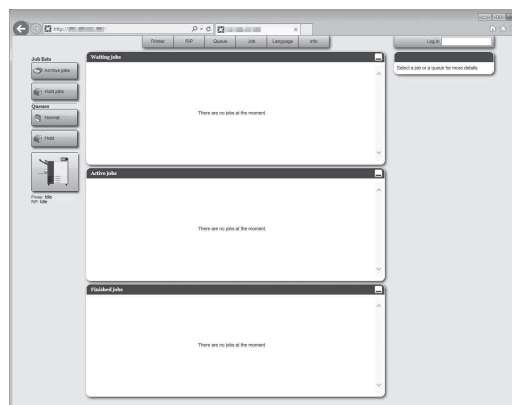 http://
Printer RIP Queue Job Language Info
Log in
Job lists
Archive jobs
Hold jobs
Queues
Normal
Hold
Printer: Idle
RIP: Idle
Waiting jobs
There are no jobs at the moment.
Active jobs
There are no jobs at the moment.
Finished jobs
There are no jobs at the moment.
Select a job or a queue for more details.